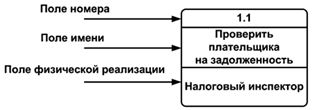 Поле номера
1.1
Поле имени
Проверить
плательщика
на задолженность
Поле физической реализации
Налоговый инспектор